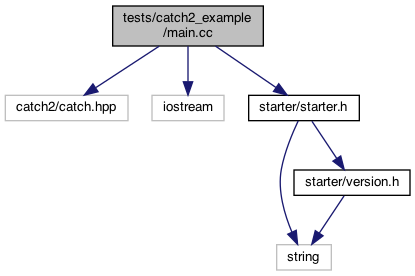 tests/catch2_example
/main.cc
catch2/catch.hpp
iostream
starter/starter.h
starter/version.h
string